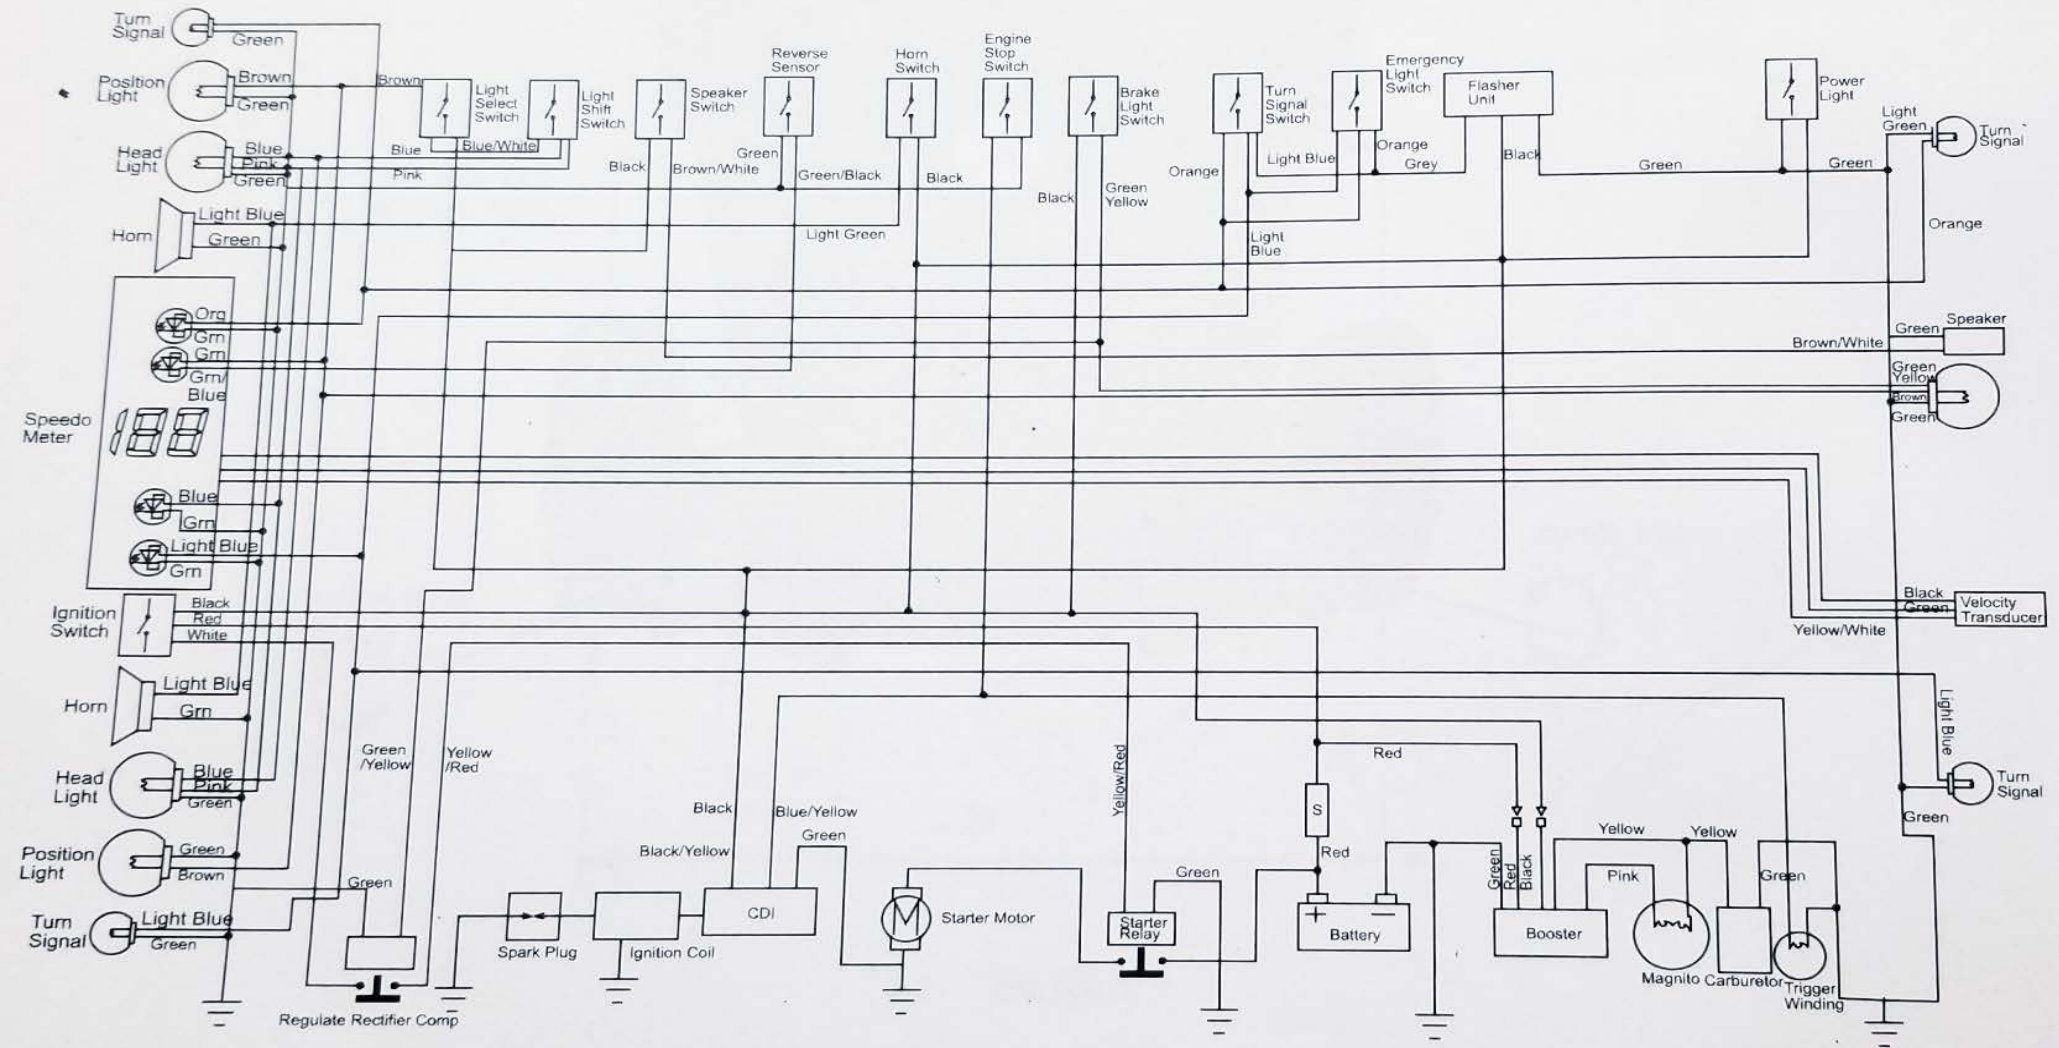 Turn
Signal
Green
Position
Light
Brown
Green
Brown
Head
Light
Blue
Pink
Green
Blue
Pink
Light
Select
Switch
Blue/White
Light
Shift
Switch
Speaker
Switch
Black
Brown/White
Reverse
Sensor
Green
Green/Black
Horn
Switch
Black
Light Green
Engine
Stop
Switch
Brake
Light
Switch
Black
Green
Yellow
Turn
Signal
Switch
Orange
Light Blue
Light
Blue
Emergency
Light
Switch
Orange
Grey
Flasher
Unit
Black
Green
Power
Light
Green
Light
Green
Turn
Signal
Orange
Horn
Light Blue
Green
Speedo
Meter
Org
Grn
Grn
Grn/
Blue
188
Blue
Grn
Light Blue
Grn
Speaker
Green
Brown/White
Green
Yellow
Brown
Green
Ignition
Switch
Black
Red
White
Black
Green
Yellow/White
Velocity
Transducer
Horn
Light Blue
Grn
Head
Light
Blue
Pink
Green
Position
Light
Green
Brown
Turn
Signal
Light Blue
Green
Green
Green
/Yellow
Yellow
/Red
Regulate Rectifier Comp
Spark Plug
Ignition Coil
CDI
Black
Black/Yellow
Blue/Yellow
Green
M
Starter Motor
Yellow/Red
Starter
Relay
Green
S
Red
Red
+
−
Battery
Green
Red
Black
Booster
Yellow
Yellow
Pink
Magnito
Carburetor
Green
Trigger
Winding
Light Blue
Turn
Signal
Green